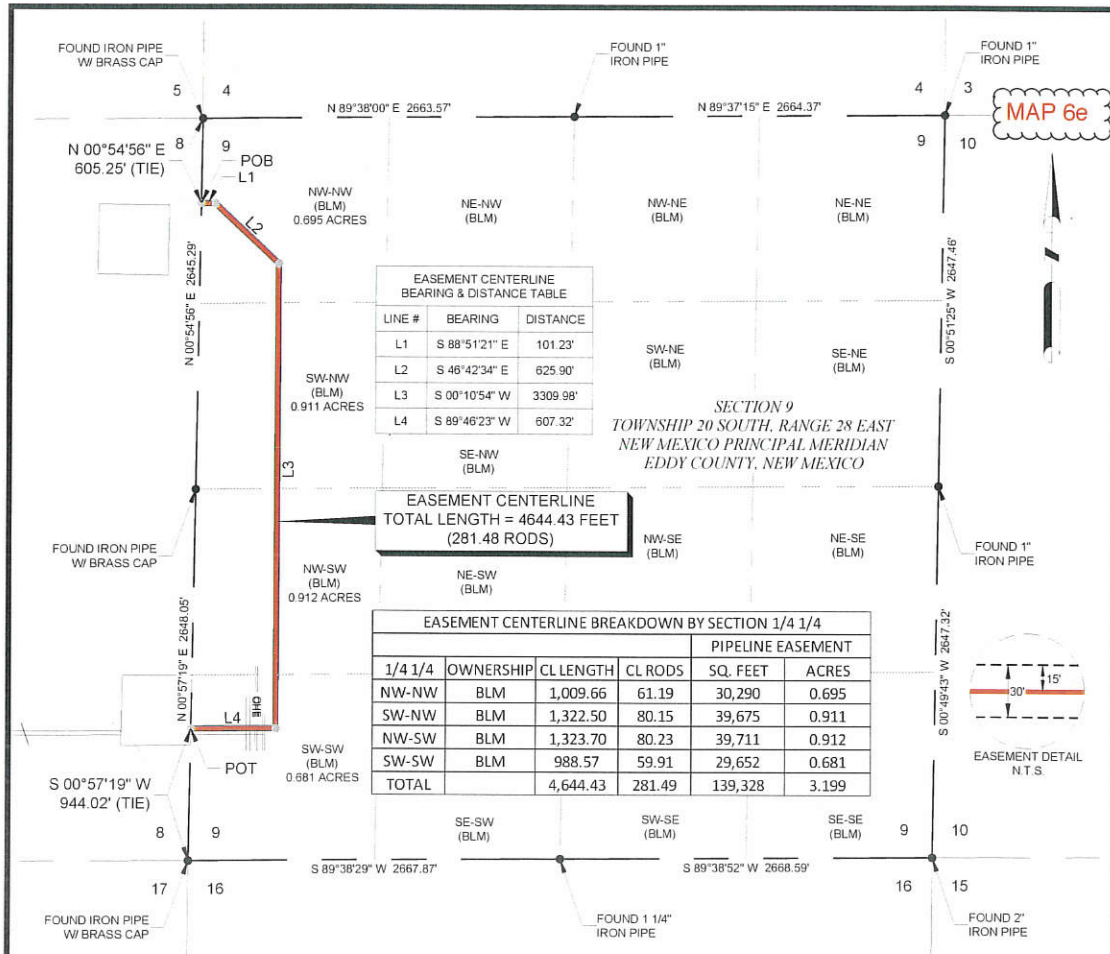 FOUND IRON PIPE
W/ BRASS CAP
FOUND 1"
IRON PIPE
FOUND 1"
IRON PIPE
5 4
4 3
N 89°38'00" E 2663.57'
N 89°37'15" E 2664.37'
MAP 6e
8 9
9 10
N 00°54'56" E
605.25' (TIE)
POB
L1
L2
NW-NW
(BLM)
0.695 ACRES
NE-NW
(BLM)
NW-NE
(BLM)
NE-NE
(BLM)
N 00°54'56" E 2645.29'
S 00°51'25" W 2647.46'
EASEMENT CENTERLINE
BEARING & DISTANCE TABLE
LINE # BEARING DISTANCE
L1 S 88°51'21" E 101.23'
L2 S 46°42'34" E 625.90'
L3 S 00°10'54" W 3309.98'
L4 S 89°46'23" W 607.32'
SW-NW
(BLM)
0.911 ACRES
SW-NE
(BLM)
SE-NE
(BLM)
SECTION 9
TOWNSHIP 20 SOUTH, RANGE 28 EAST
NEW MEXICO PRINCIPAL MERIDIAN
EDDY COUNTY, NEW MEXICO
SE-NW
(BLM)
L3
EASEMENT CENTERLINE
TOTAL LENGTH = 4644.43 FEET
(281.48 RODS)
FOUND IRON PIPE
W/ BRASS CAP
NW-SW
(BLM)
0.912 ACRES
NE-SW
(BLM)
NW-SE
(BLM)
NE-SE
(BLM)
FOUND 1"
IRON PIPE
N 00°57'19" E 2648.05'
S 00°49'43" W 2647.32'
EASEMENT CENTERLINE BREAKDOWN BY SECTION 1/4 1/4
PIPELINE EASEMENT
1/4 1/4 OWNERSHIP CL LENGTH CL RODS SQ. FEET ACRES
NW-NW BLM 1,009.66 61.19 30,290 0.695
SW-NW BLM 1,322.50 80.15 39,675 0.911
NW-SW BLM 1,323.70 80.23 39,711 0.912
SW-SW BLM 988.57 59.91 29,652 0.681
TOTAL 4,644.43 281.49 139,328 3.199
15'
30'
EASEMENT DETAIL
N.T.S.
OHE
L4
POT
S 00°57'19" W
944.02' (TIE)
SW-SW
(BLM)
0.681 ACRES
SE-SW
(BLM)
SW-SE
(BLM)
SE-SE
(BLM)
8 9
9 10
S 89°38'29" W 2667.87'
S 89°38'52" W 2668.59'
17 16
16 15
FOUND IRON PIPE
W/ BRASS CAP
FOUND 1 1/4"
IRON PIPE
FOUND 2"
IRON PIPE